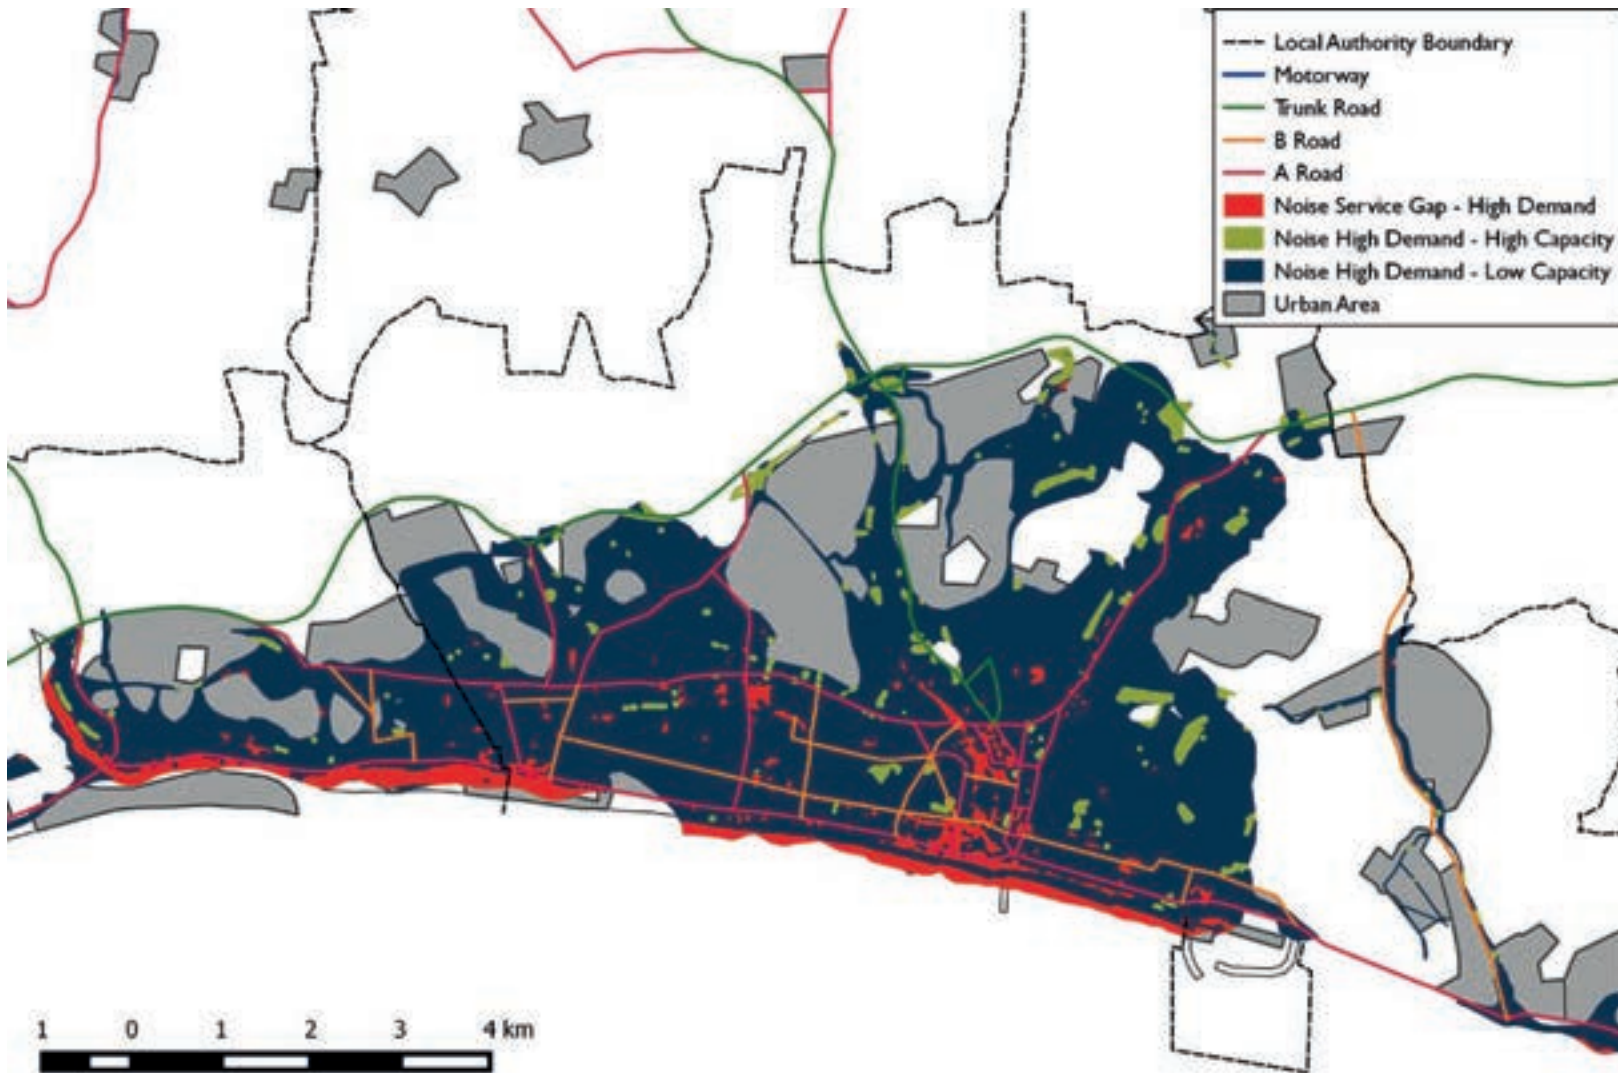 Local Authority Boundary
Motorway
Trunk Road
B Road
A Road
Noise Service Gap - High Demand
Noise High Demand - High Capacity
Noise High Demand - Low Capacity
Urban Area
1 0 1 2 3 4 km